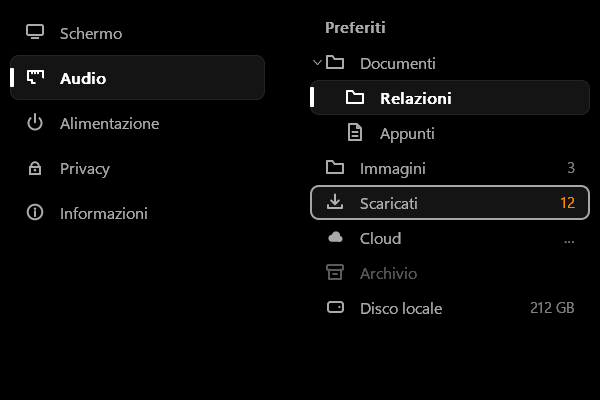 Schermo
Audio
Alimentazione
Privacy
Informazioni
Preferiti
Documenti
Relazioni
Appunti
Immagini 3
Scaricati 12
Cloud ...
Archivio
Disco locale 212 GB